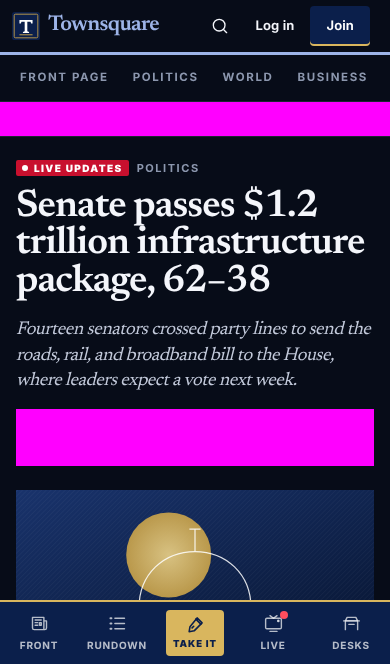 T Townsquare Log in Join
FRONT PAGE POLITICS WORLD BUSINESS
LIVE UPDATES POLITICS
Senate passes $1.2
trillion infrastructure
package, 62–38
Fourteen senators crossed party lines to send the
roads, rail, and broadband bill to the House,
where leaders expect a vote next week.
FRONT RUNDOWN TAKE IT LIVE DESKS